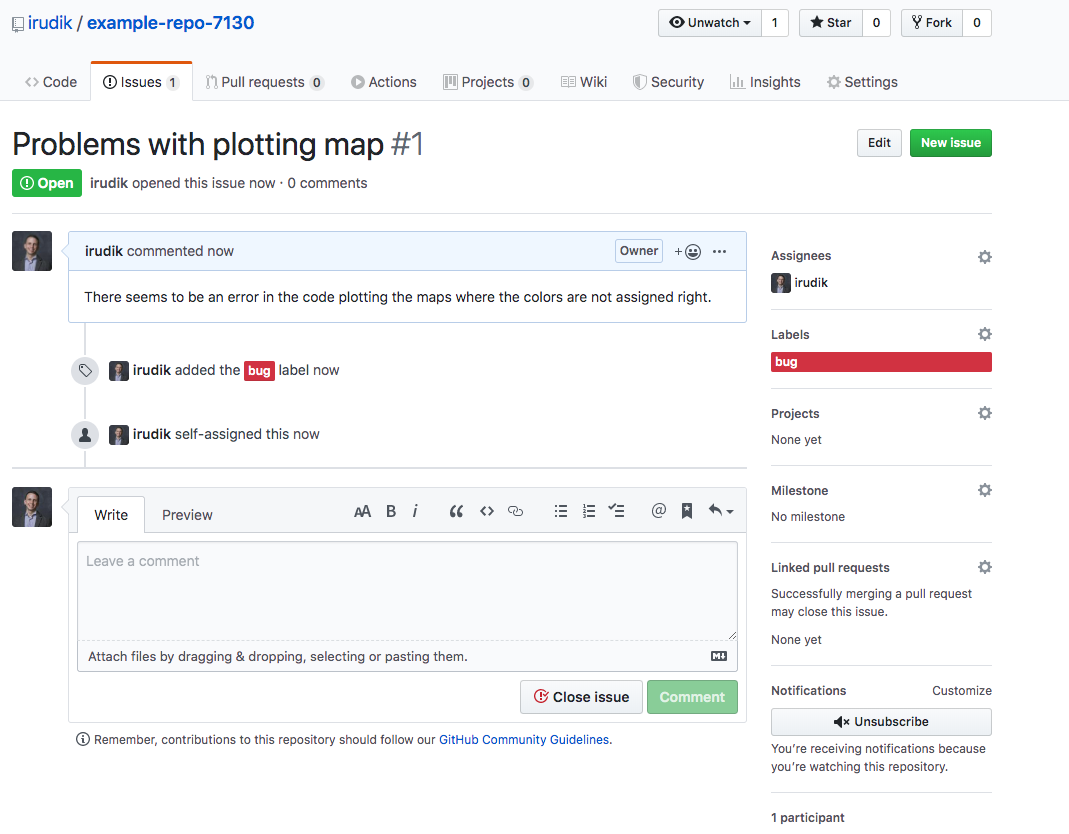 irudik / example-repo-7130
Unwatch 1 Star 0 Fork 0
Code Issues 1 Pull requests 0 Actions Projects 0 Wiki Security Insights Settings
Problems with plotting map #1
Edit New issue
Open irudik opened this issue now · 0 comments
irudik commented now
Owner
There seems to be an error in the code plotting the maps where the colors are not assigned right.
irudik added the bug label now
irudik self-assigned this now
Write Preview
AA B i
Leave a comment
Attach files by dragging & dropping, selecting or pasting them.
Close issue Comment
Remember, contributions to this repository should follow our GitHub Community Guidelines.
Assignees
irudik
Labels
bug
Projects
None yet
Milestone
No milestone
Linked pull requests
Successfully merging a pull request
may close this issue.
None yet
Notifications Customize
Unsubscribe
You’re receiving notifications because
you’re watching this repository.
1 participant